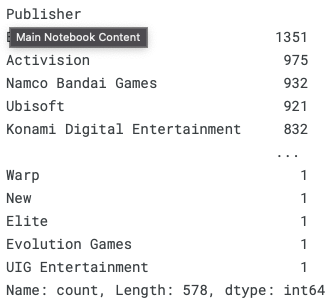 Publisher
Main Notebook Content 1351
Activision 975
Namco Bandai Games 932
Ubisoft 921
Konami Digital Entertainment 832
...
Warp 1
New 1
Elite 1
Evolution Games 1
UIG Entertainment 1
Name: count, Length: 578, dtype: int64